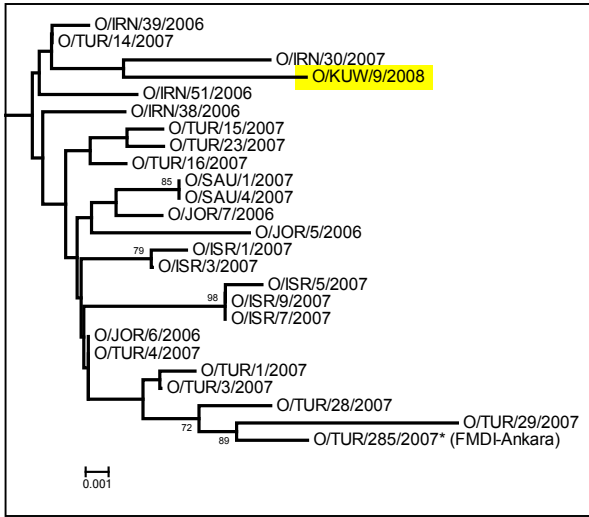 O/IRN/39/2006
O/TUR/14/2007
O/IRN/30/2007
O/KUW/9/2008
O/IRN/51/2006
O/IRN/38/2006
O/TUR/15/2007
O/TUR/23/2007
O/TUR/16/2007
85
O/SAU/1/2007
O/SAU/4/2007
O/JOR/7/2006
O/JOR/5/2006
79
O/ISR/1/2007
O/ISR/3/2007
O/ISR/5/2007
98
O/ISR/9/2007
O/ISR/7/2007
O/JOR/6/2006
O/TUR/4/2007
O/TUR/1/2007
O/TUR/3/2007
O/TUR/28/2007
72
O/TUR/29/2007
89
O/TUR/285/2007* (FMDI-Ankara)
0.001